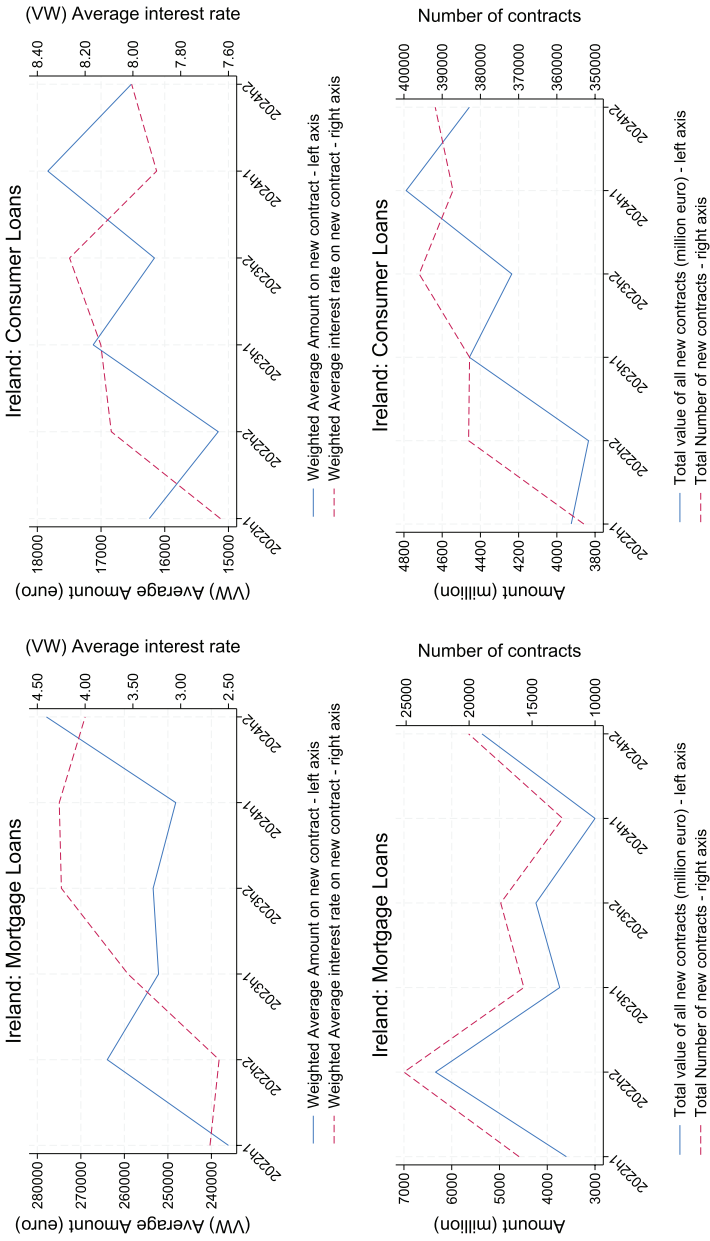 Ireland: Mortgage Loans
(VW) Average Amount (euro)
280000
270000
260000
250000
240000
(VW) Average interest rate
4.50
4.00
3.50
3.00
2.50
2022h1
2022h2
2023h1
2023h2
2024h1
2024h2
Weighted Average Amount on new contract - left axis
Weighted Average interest rate on new contract - right axis
Ireland: Consumer Loans
(VW) Average Amount (euro)
18000
17000
16000
15000
(VW) Average interest rate
8.40
8.20
8.00
7.80
7.60
2022h1
2022h2
2023h1
2023h2
2024h1
2024h2
Weighted Average Amount on new contract - left axis
Weighted Average interest rate on new contract - right axis
Ireland: Mortgage Loans
Amount (million)
7000
6000
5000
4000
3000
Number of contracts
25000
20000
15000
10000
2022h1
2022h2
2023h1
2023h2
2024h1
2024h2
Total value of all new contracts (million euro) - left axis
Total Number of new contracts - right axis
Ireland: Consumer Loans
Amount (million)
4800
4600
4400
4200
4000
3800
Number of contracts
400000
390000
380000
370000
360000
350000
2022h1
2022h2
2023h1
2023h2
2024h1
2024h2
Total value of all new contracts (million euro) - left axis
Total Number of new contracts - right axis